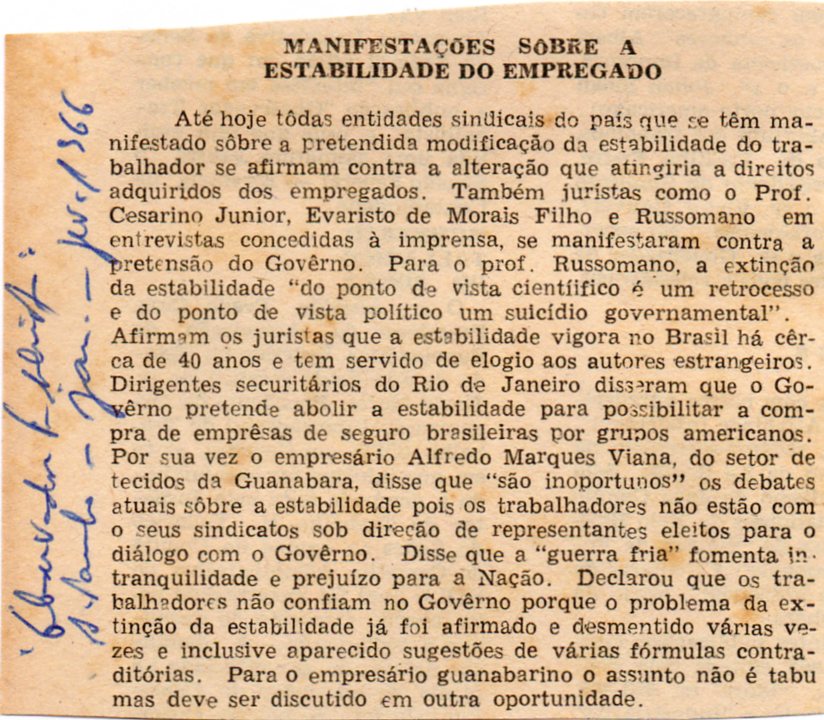 MANIFESTAÇÕES SÔBRE A
ESTABILIDADE DO EMPREGADO
Até hoje tôdas entidades sindicais do país que se têm ma-
nifestado sôbre a pretendida modificação da estabilidade do tra-
balhador se afirmam contra a alteração que atingiria a direitos
adquiridos dos empregados. Também juristas como o Prof.
Cesarino Junior, Evaristo de Morais Filho e Russomano em
entrevistas concedidas à imprensa, se manifestaram contra a
pretensão do Govêrno. Para o prof. Russomano, a extinção
da estabilidade "do ponto de vista cientíifico é um retrocesso
e do ponto de vista político um suicídio governamental".
Afirmam os juristas que a estabilidade vigora no Brasil há cêr-
ca de 40 anos e tem servido de elogio aos autores estrangeiros.
Dirigentes securitários do Rio de Janeiro disseram que o Go-
vêrno pretende abolir a estabilidade para possibilitar a com-
pra de emprêsas de seguro brasileiras por grupos americanos.
Por sua vez o empresário Alfredo Marques Viana, do setor de
tecidos da Guanabara, disse que "são inoportunos" os debates
atuais sôbre a estabilidade pois os trabalhadores não estão com
o seus sindicatos sob direção de representantes eleitos para o
diálogo com o Govêrno. Disse que a "guerra fria" fomenta in-
tranquilidade e prejuízo para a Nação. Declarou que os tra-
balhadores não confiam no Govêrno porque o problema da ex-
tinção da estabilidade já foi afirmado e desmentido várias ve-
zes e inclusive aparecido sugestões de várias fórmulas contra-
ditórias. Para o empresário guanabarino o assunto não é tabu
mas deve ser discutido em outra oportunidade.
"Observador
S. Paulo - Jan. - fev. 1966